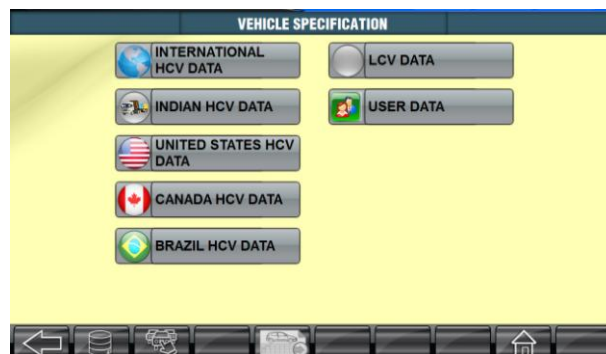 VEHICLE SPECIFICATION
INTERNATIONAL
HCV DATA
LCV DATA
INDIAN HCV DATA
USER DATA
UNITED STATES HCV
DATA
CANADA HCV DATA
BRAZIL HCV DATA